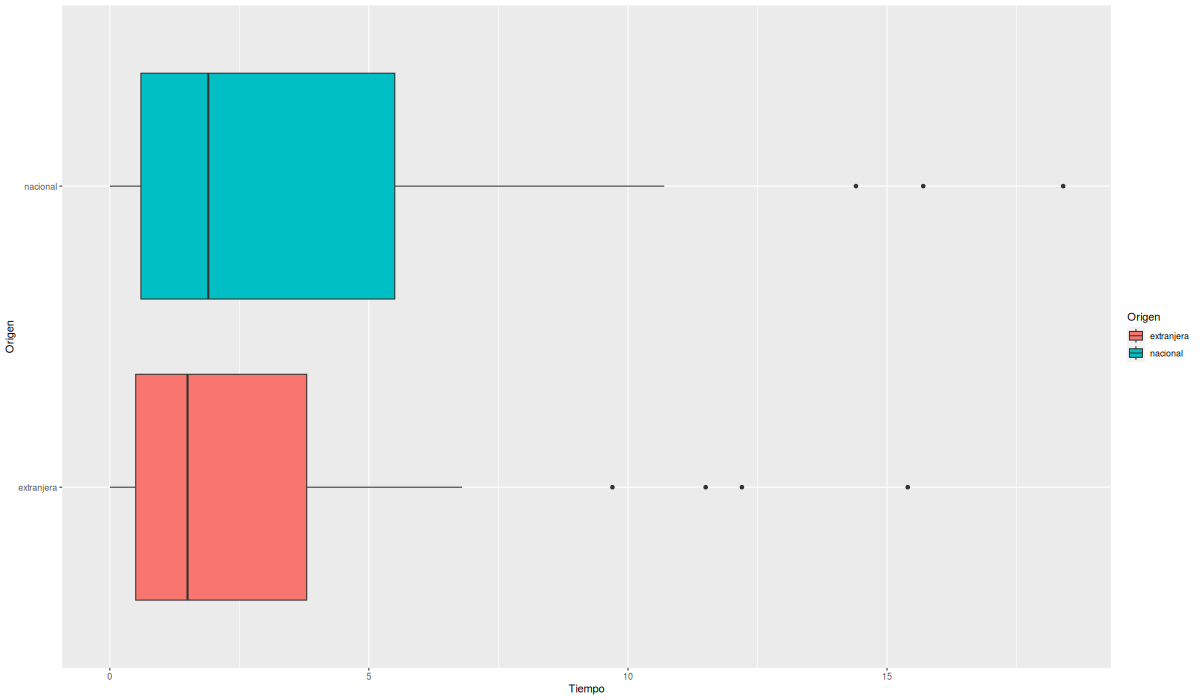 nacional
Origen
extranjera
0
5
10
15
Tiempo
Origen
extranjera
nacional